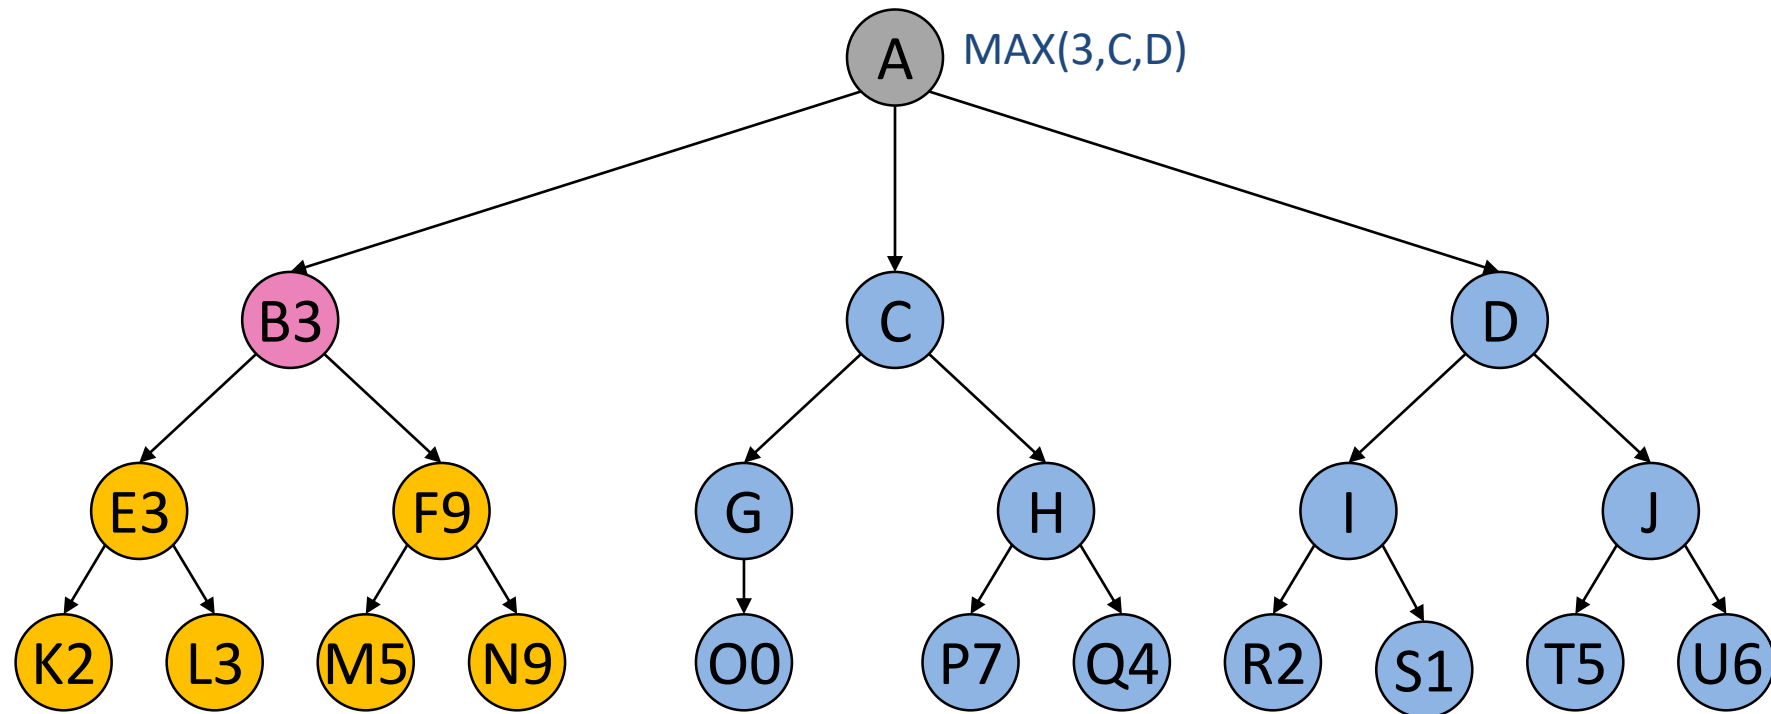 A MAX(3,C,D)
B3 C D
E3 F9 G H I J
K2 L3 M5 N9 O0 P7 Q4 R2 S1 T5 U6